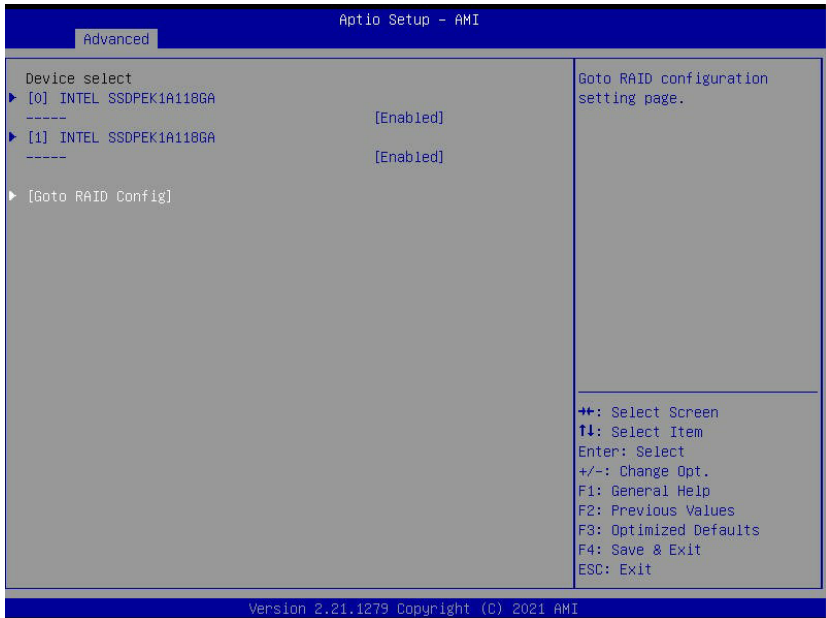 Aptio Setup – AMI
Advanced
Device select
[0] INTEL SSDPEK1A118GA
----- [Enabled]
[1] INTEL SSDPEK1A118GA
----- [Enabled]
[Goto RAID Config]
Goto RAID configuration
setting page.
→←: Select Screen
↑↓: Select Item
Enter: Select
+/-: Change Opt.
F1: General Help
F2: Previous Values
F3: Optimized Defaults
F4: Save & Exit
ESC: Exit
Version 2.21.1279 Copyright (C) 2021 AMI